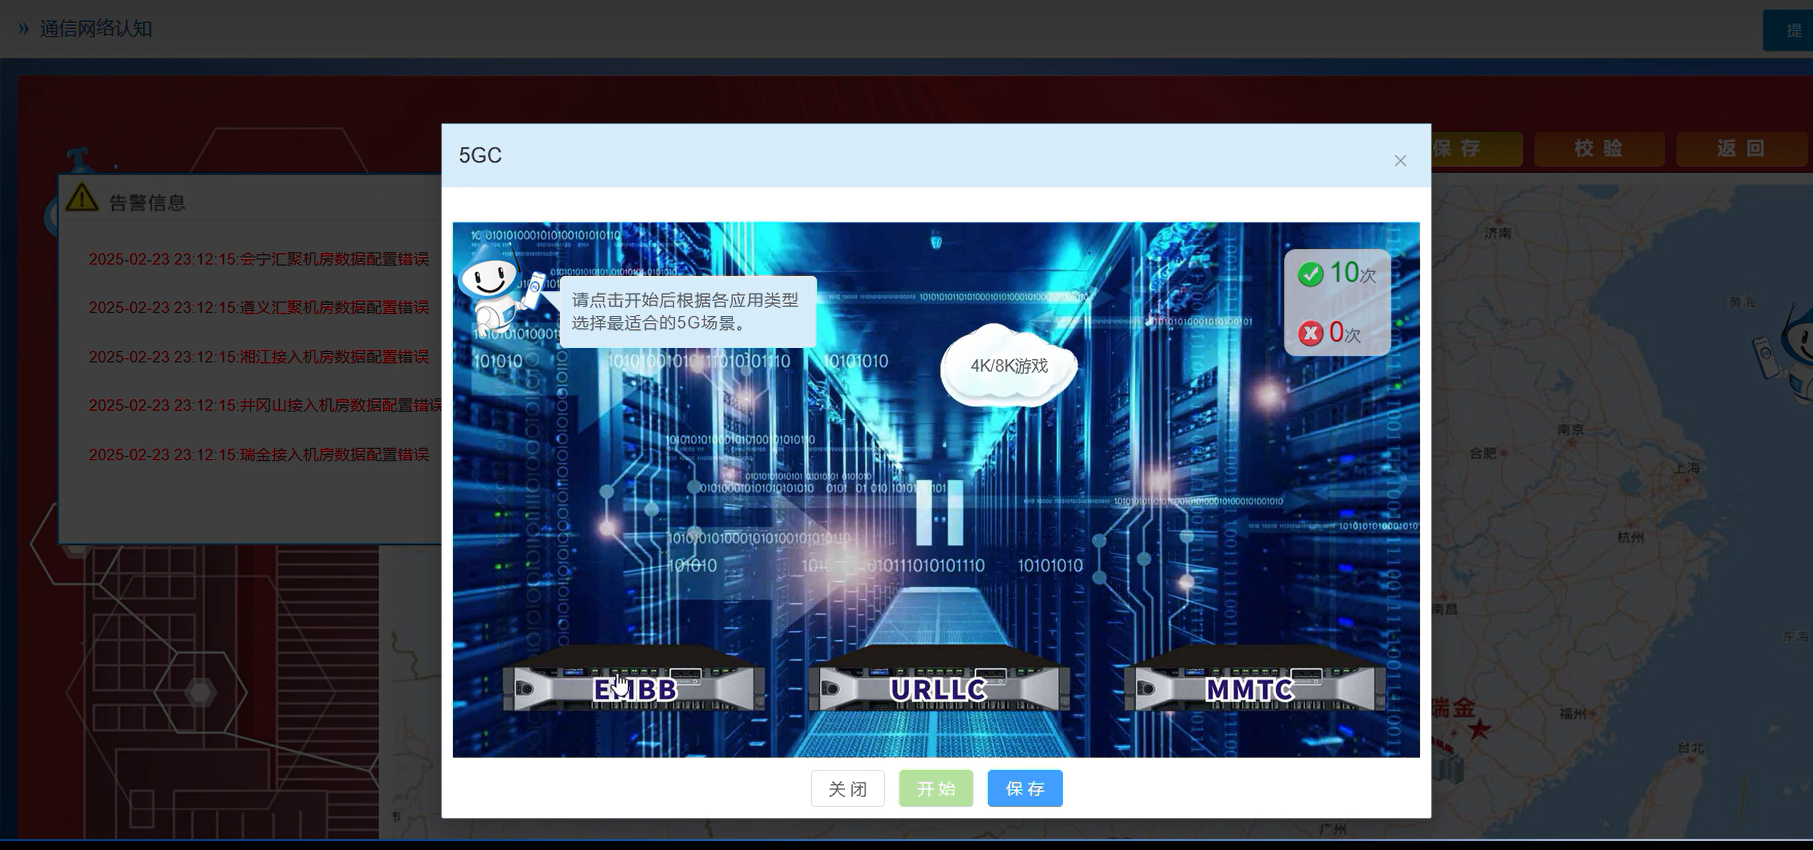 » 通信网络认知
提
保存
校验
返回
告警信息
2025-02-23 23:12:15:会宁汇聚机房数据配置错误
2025-02-23 23:12:15:遵义汇聚机房数据配置错误
2025-02-23 23:12:15:湘江接入机房数据配置错误
2025-02-23 23:12:15:井冈山接入机房数据配置错误
2025-02-23 23:12:15:瑞金接入机房数据配置错误
5GC
×
请点击开始后根据各应用类型
选择最适合的5G场景。
10次
0次
4K/8K游戏
EMBB
URLLC
MMTC
关闭
开始
保存
济南
黄海
南京
合肥
上海
杭州
南昌
东海
瑞金
福州
台北
广州